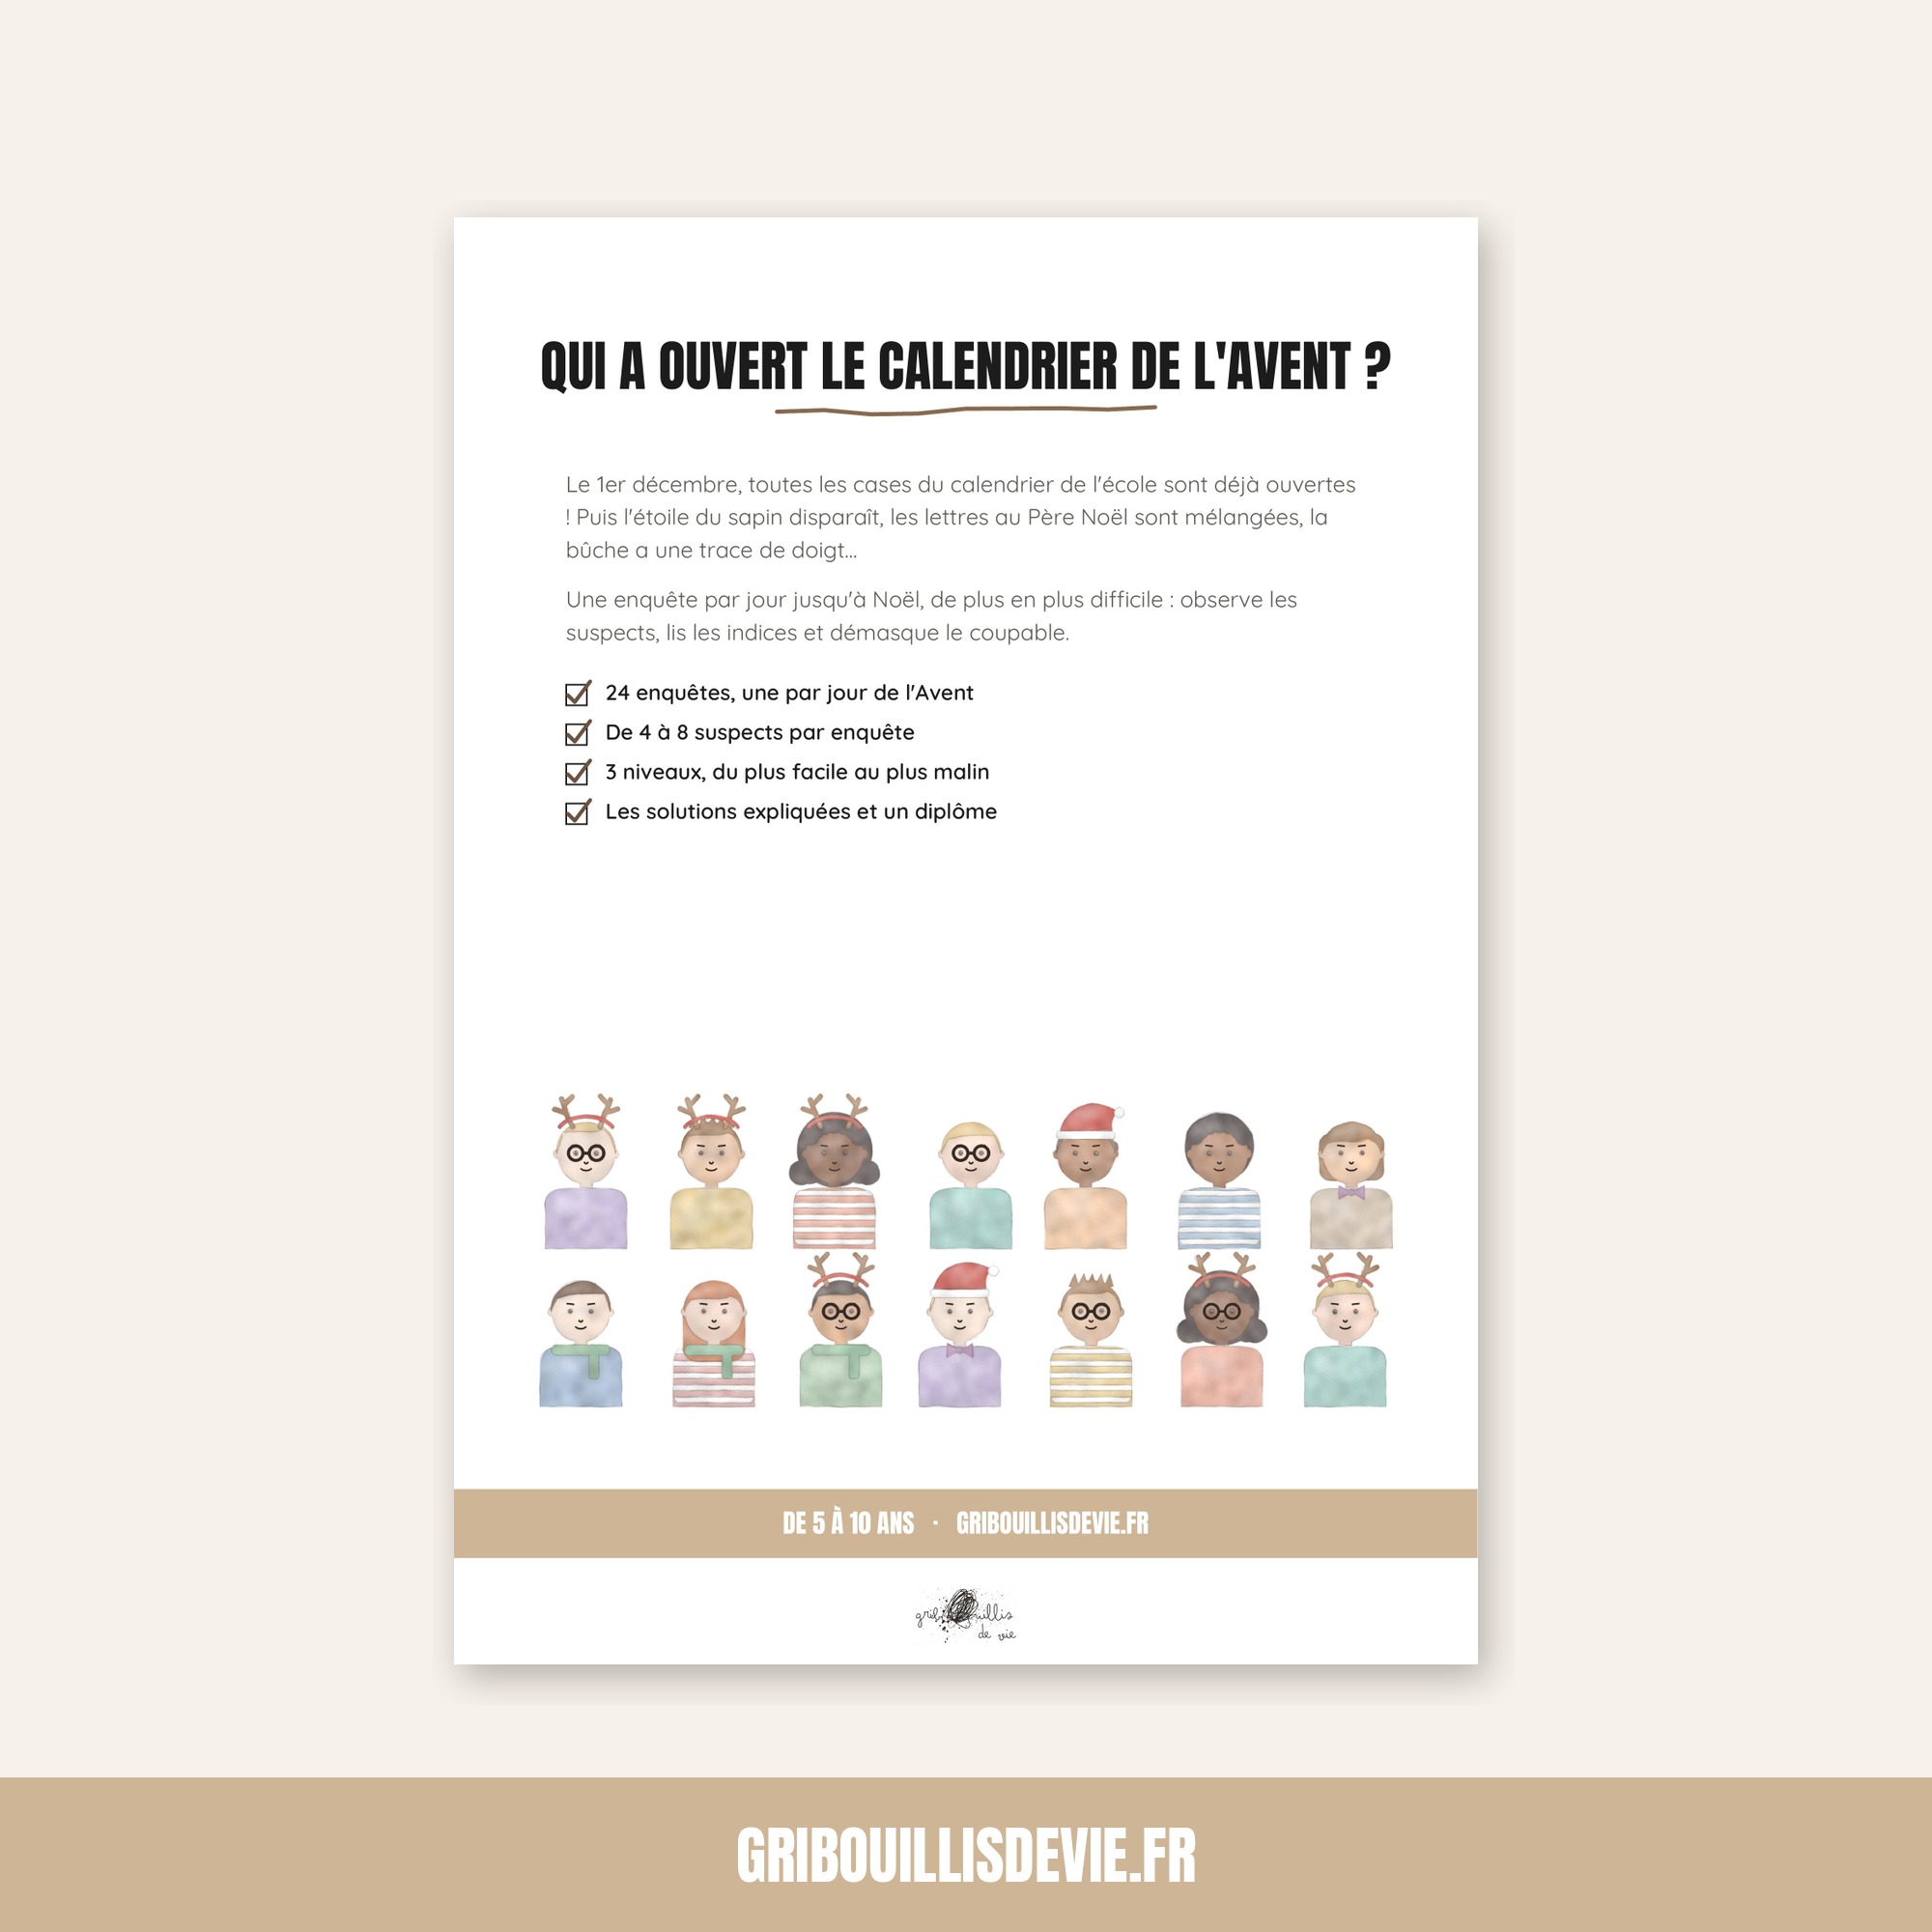 QUI A OUVERT LE CALENDRIER DE L'AVENT ?
Le 1er décembre, toutes les cases du calendrier de l'école sont déjà ouvertes
! Puis l'étoile du sapin disparaît, les lettres au Père Noël sont mélangées, la
bûche a une trace de doigt...
Une enquête par jour jusqu'à Noël, de plus en plus difficile : observe les
suspects, lis les indices et démasque le coupable.
24 enquêtes, une par jour de l'Avent
De 4 à 8 suspects par enquête
3 niveaux, du plus facile au plus malin
Les solutions expliquées et un diplôme
DE 5 À 10 ANS · GRIBOUILLISDEVIE.FR
gribouillis
de vie
GRIBOUILLISDEVIE.FR